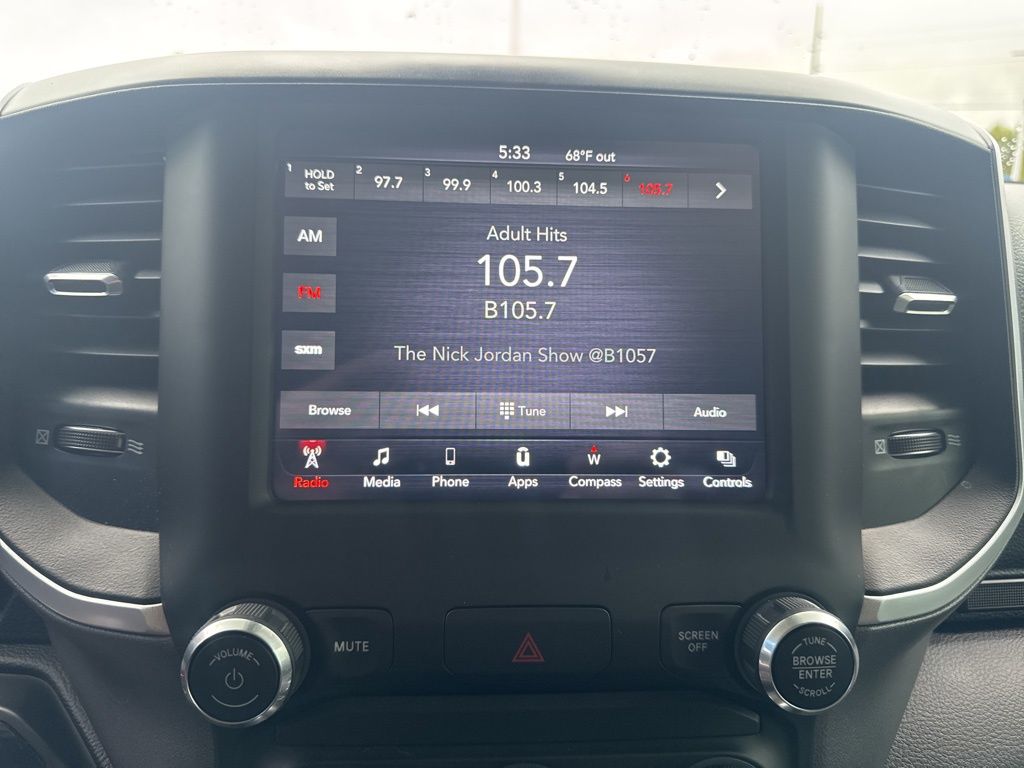 5:33 68°F out
1 HOLD to Set 2 97.7 3 99.9 4 100.3 5 104.5 6 105.7
AM
Adult Hits
105.7
FM
B105.7
sxm
The Nick Jordan Show @B1057
Browse Tune Audio
W
Radio Media Phone Apps Compass Settings Controls
VOLUME
MUTE
SCREEN
OFF
TUNE
BROWSE
ENTER
SCROLL